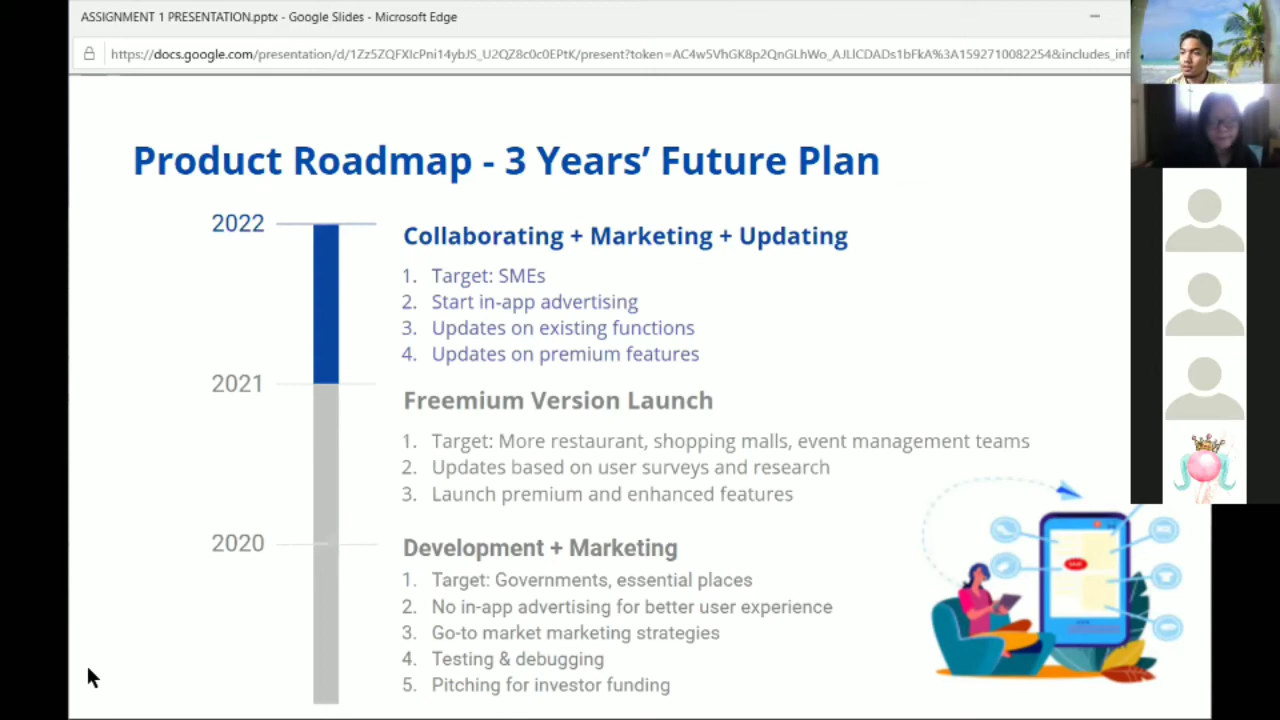 ASSIGNMENT 1 PRESENTATION.pptx - Google Slides - Microsoft Edge
https://docs.google.com/presentation/d/1Zz5ZQFXIcPni14ybJS_U2QZ8c0c0EPtK/present?token=AC4w5VhGK8p2QnGLhWo_AJLlCDADs1bFkA%3A1592710082254&includes_inf
Product Roadmap - 3 Years’ Future Plan
2022
Collaborating + Marketing + Updating
1. Target: SMEs
2. Start in-app advertising
3. Updates on existing functions
4. Updates on premium features
2021
Freemium Version Launch
1. Target: More restaurant, shopping malls, event management teams
2. Updates based on user surveys and research
3. Launch premium and enhanced features
2020
Development + Marketing
1. Target: Governments, essential places
2. No in-app advertising for better user experience
3. Go-to market marketing strategies
4. Testing & debugging
5. Pitching for investor funding